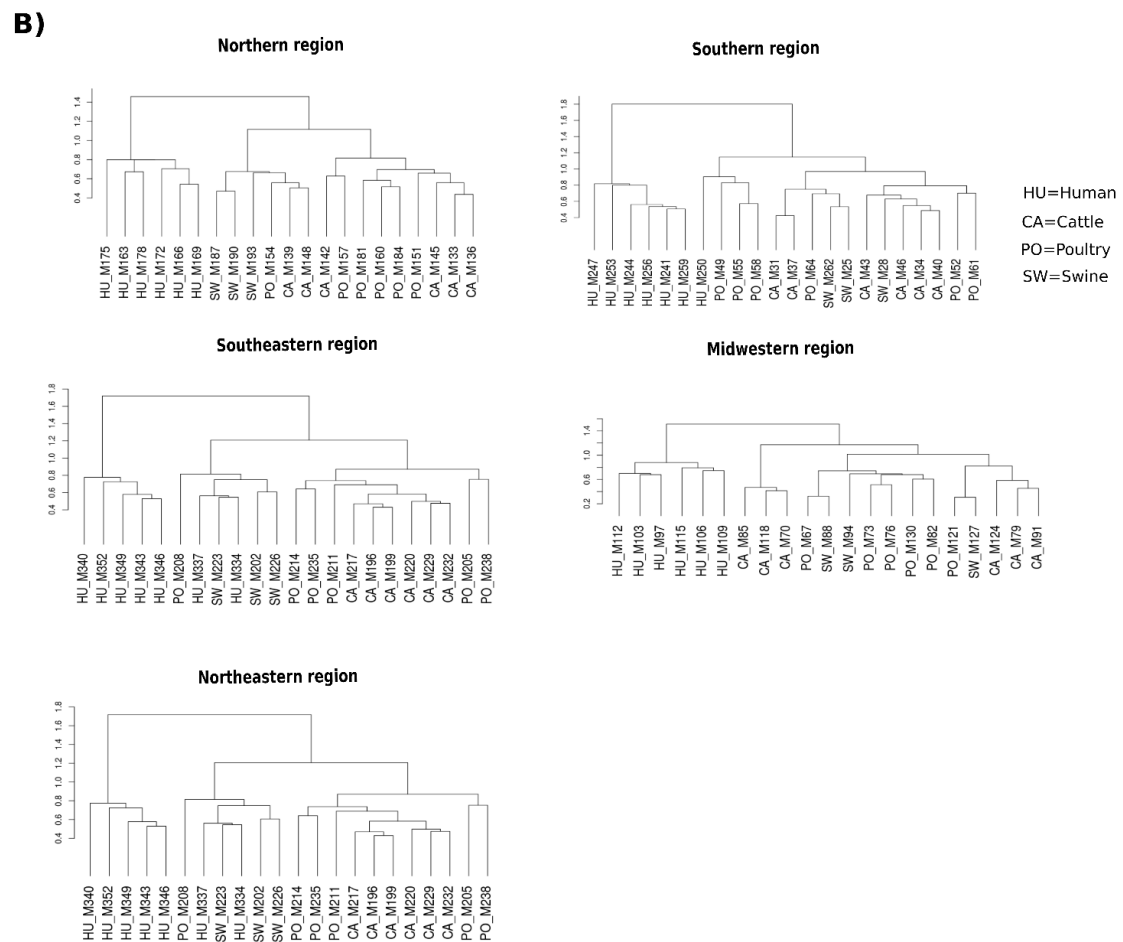 B)
Northern region
1.4
1.2
1.0
0.8
0.6
0.4
HU_M175
HU_M163
HU_M178
HU_M172
HU_M166
HU_M169
SW_M187
SW_M190
SW_M193
PO_M154
CA_M139
CA_M148
CA_M142
PO_M157
PO_M181
PO_M160
PO_M184
PO_M151
CA_M145
CA_M133
CA_M136
Southern region
1.8
1.6
1.4
1.2
1.0
0.8
0.6
0.4
HU_M247
HU_M253
HU_M244
HU_M256
HU_M241
HU_M259
HU_M250
PO_M49
PO_M55
PO_M58
CA_M31
CA_M37
PO_M64
SW_M262
SW_M25
CA_M43
SW_M28
CA_M46
CA_M34
CA_M40
PO_M52
PO_M61
HU=Human
CA=Cattle
PO=Poultry
SW=Swine
Southeastern region
1.8
1.6
1.4
1.2
1.0
0.8
0.6
0.4
HU_M340
HU_M352
HU_M349
HU_M343
HU_M346
PO_M208
HU_M337
SW_M223
HU_M334
SW_M202
SW_M226
PO_M214
PO_M235
PO_M211
CA_M217
CA_M196
CA_M199
CA_M220
CA_M229
CA_M232
PO_M205
PO_M238
Midwestern region
1.4
1.0
0.6
0.2
HU_M112
HU_M103
HU_M97
HU_M115
HU_M106
HU_M109
CA_M85
CA_M118
CA_M70
PO_M67
SW_M88
SW_M94
PO_M73
PO_M76
PO_M130
PO_M82
PO_M121
SW_M127
CA_M124
CA_M79
CA_M91
Northeastern region
1.8
1.6
1.4
1.2
1.0
0.8
0.6
0.4
HU_M340
HU_M352
HU_M349
HU_M343
HU_M346
PO_M208
HU_M337
SW_M223
HU_M334
SW_M202
SW_M226
PO_M214
PO_M235
PO_M211
CA_M217
CA_M196
CA_M199
CA_M220
CA_M229
CA_M232
PO_M205
PO_M238